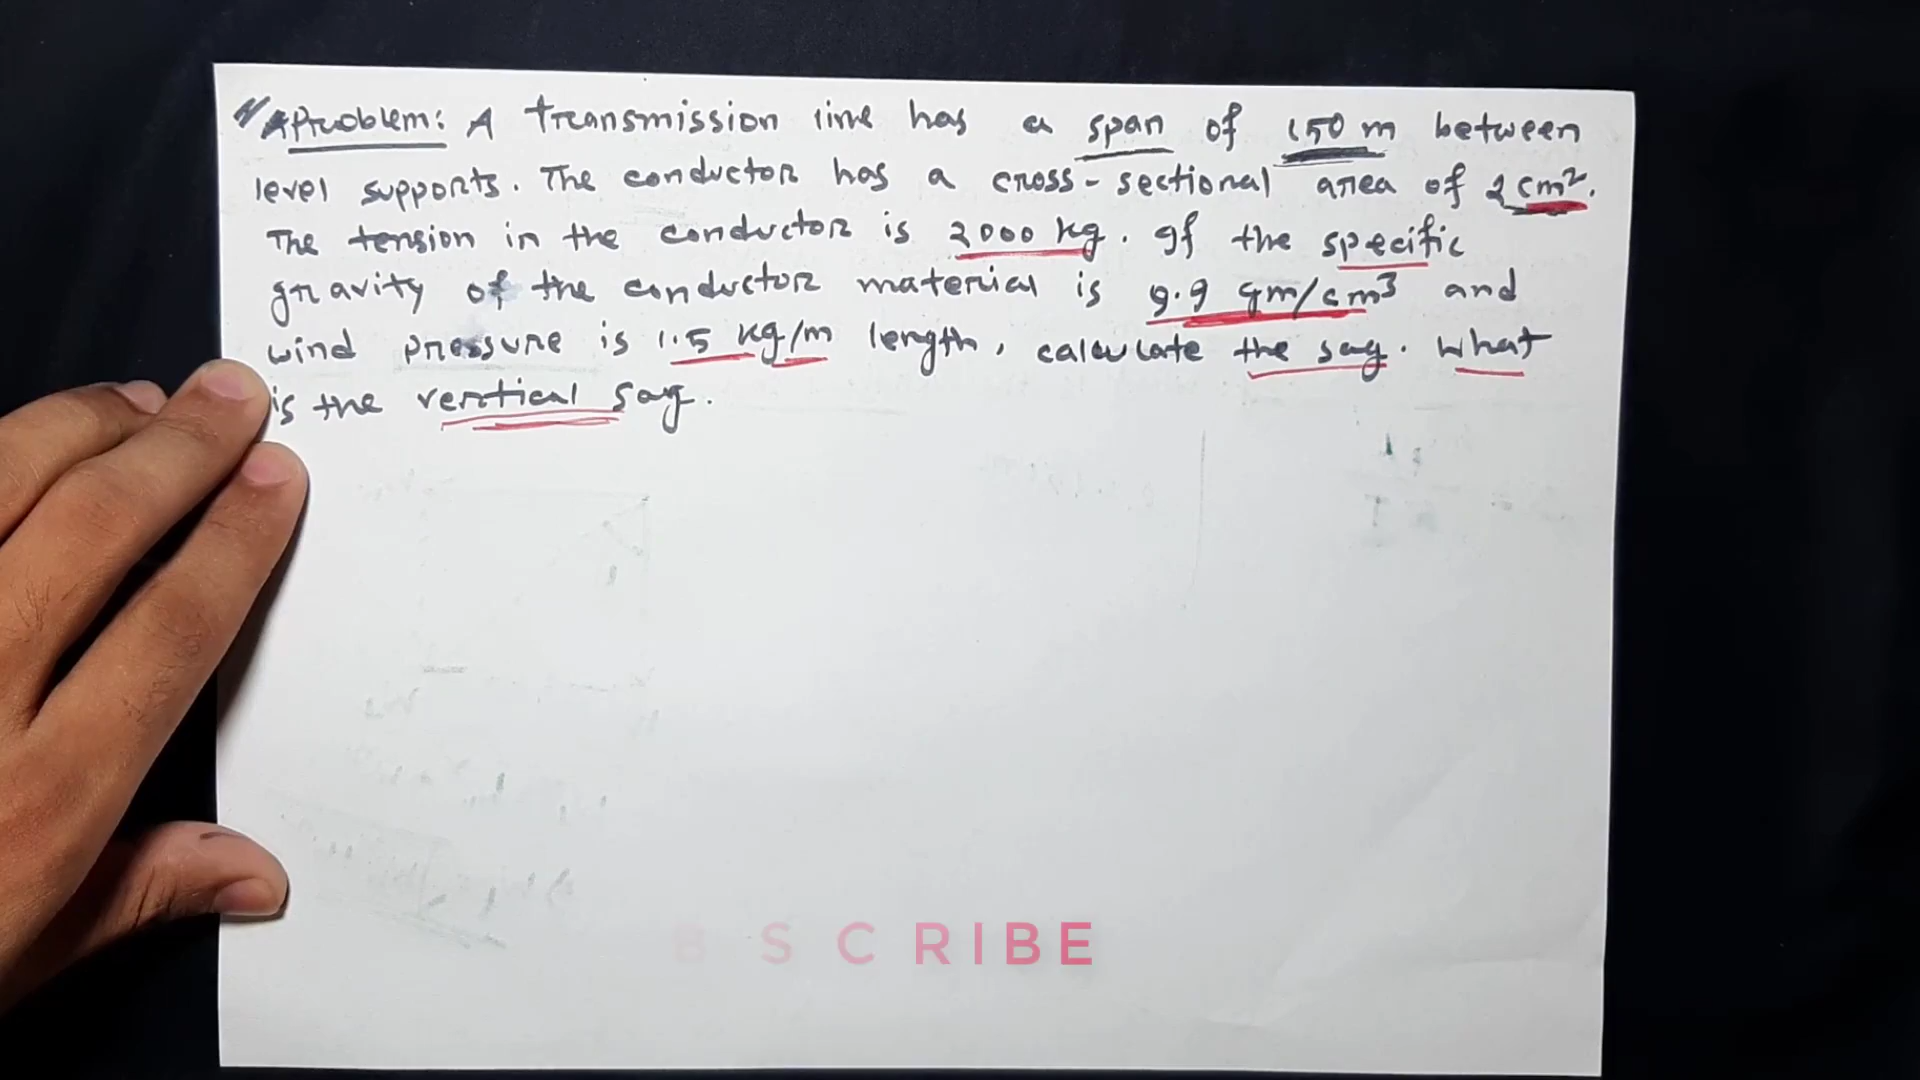 Problem: A transmission line has a span of 150 m between
level supports. The conductor has a cross-sectional area of 2 cm².
The tension in the conductor is 2000 kg. If the specific
gravity of the conductor material is 9.9 gm/cm³ and
wind pressure is 1.5 kg/m length, calculate the sag. What
is the vertical sag.
B S C R I B E